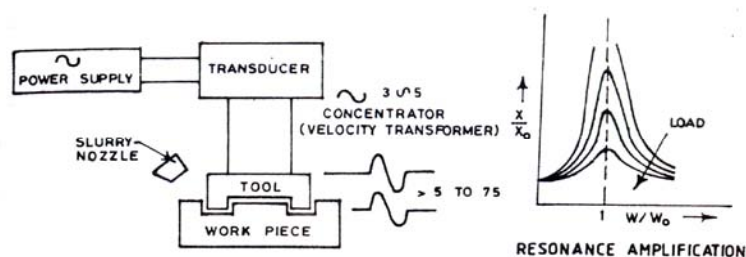 POWER SUPPLY
TRANSDUCER
~ 3 ∽ 5
CONCENTRATOR
(VELOCITY TRANSFORMER)
SLURRY
NOZZLE
TOOL
> 5 TO 75
WORK PIECE
X/X₀
LOAD
1 W/W₀
RESONANCE AMPLIFICATION